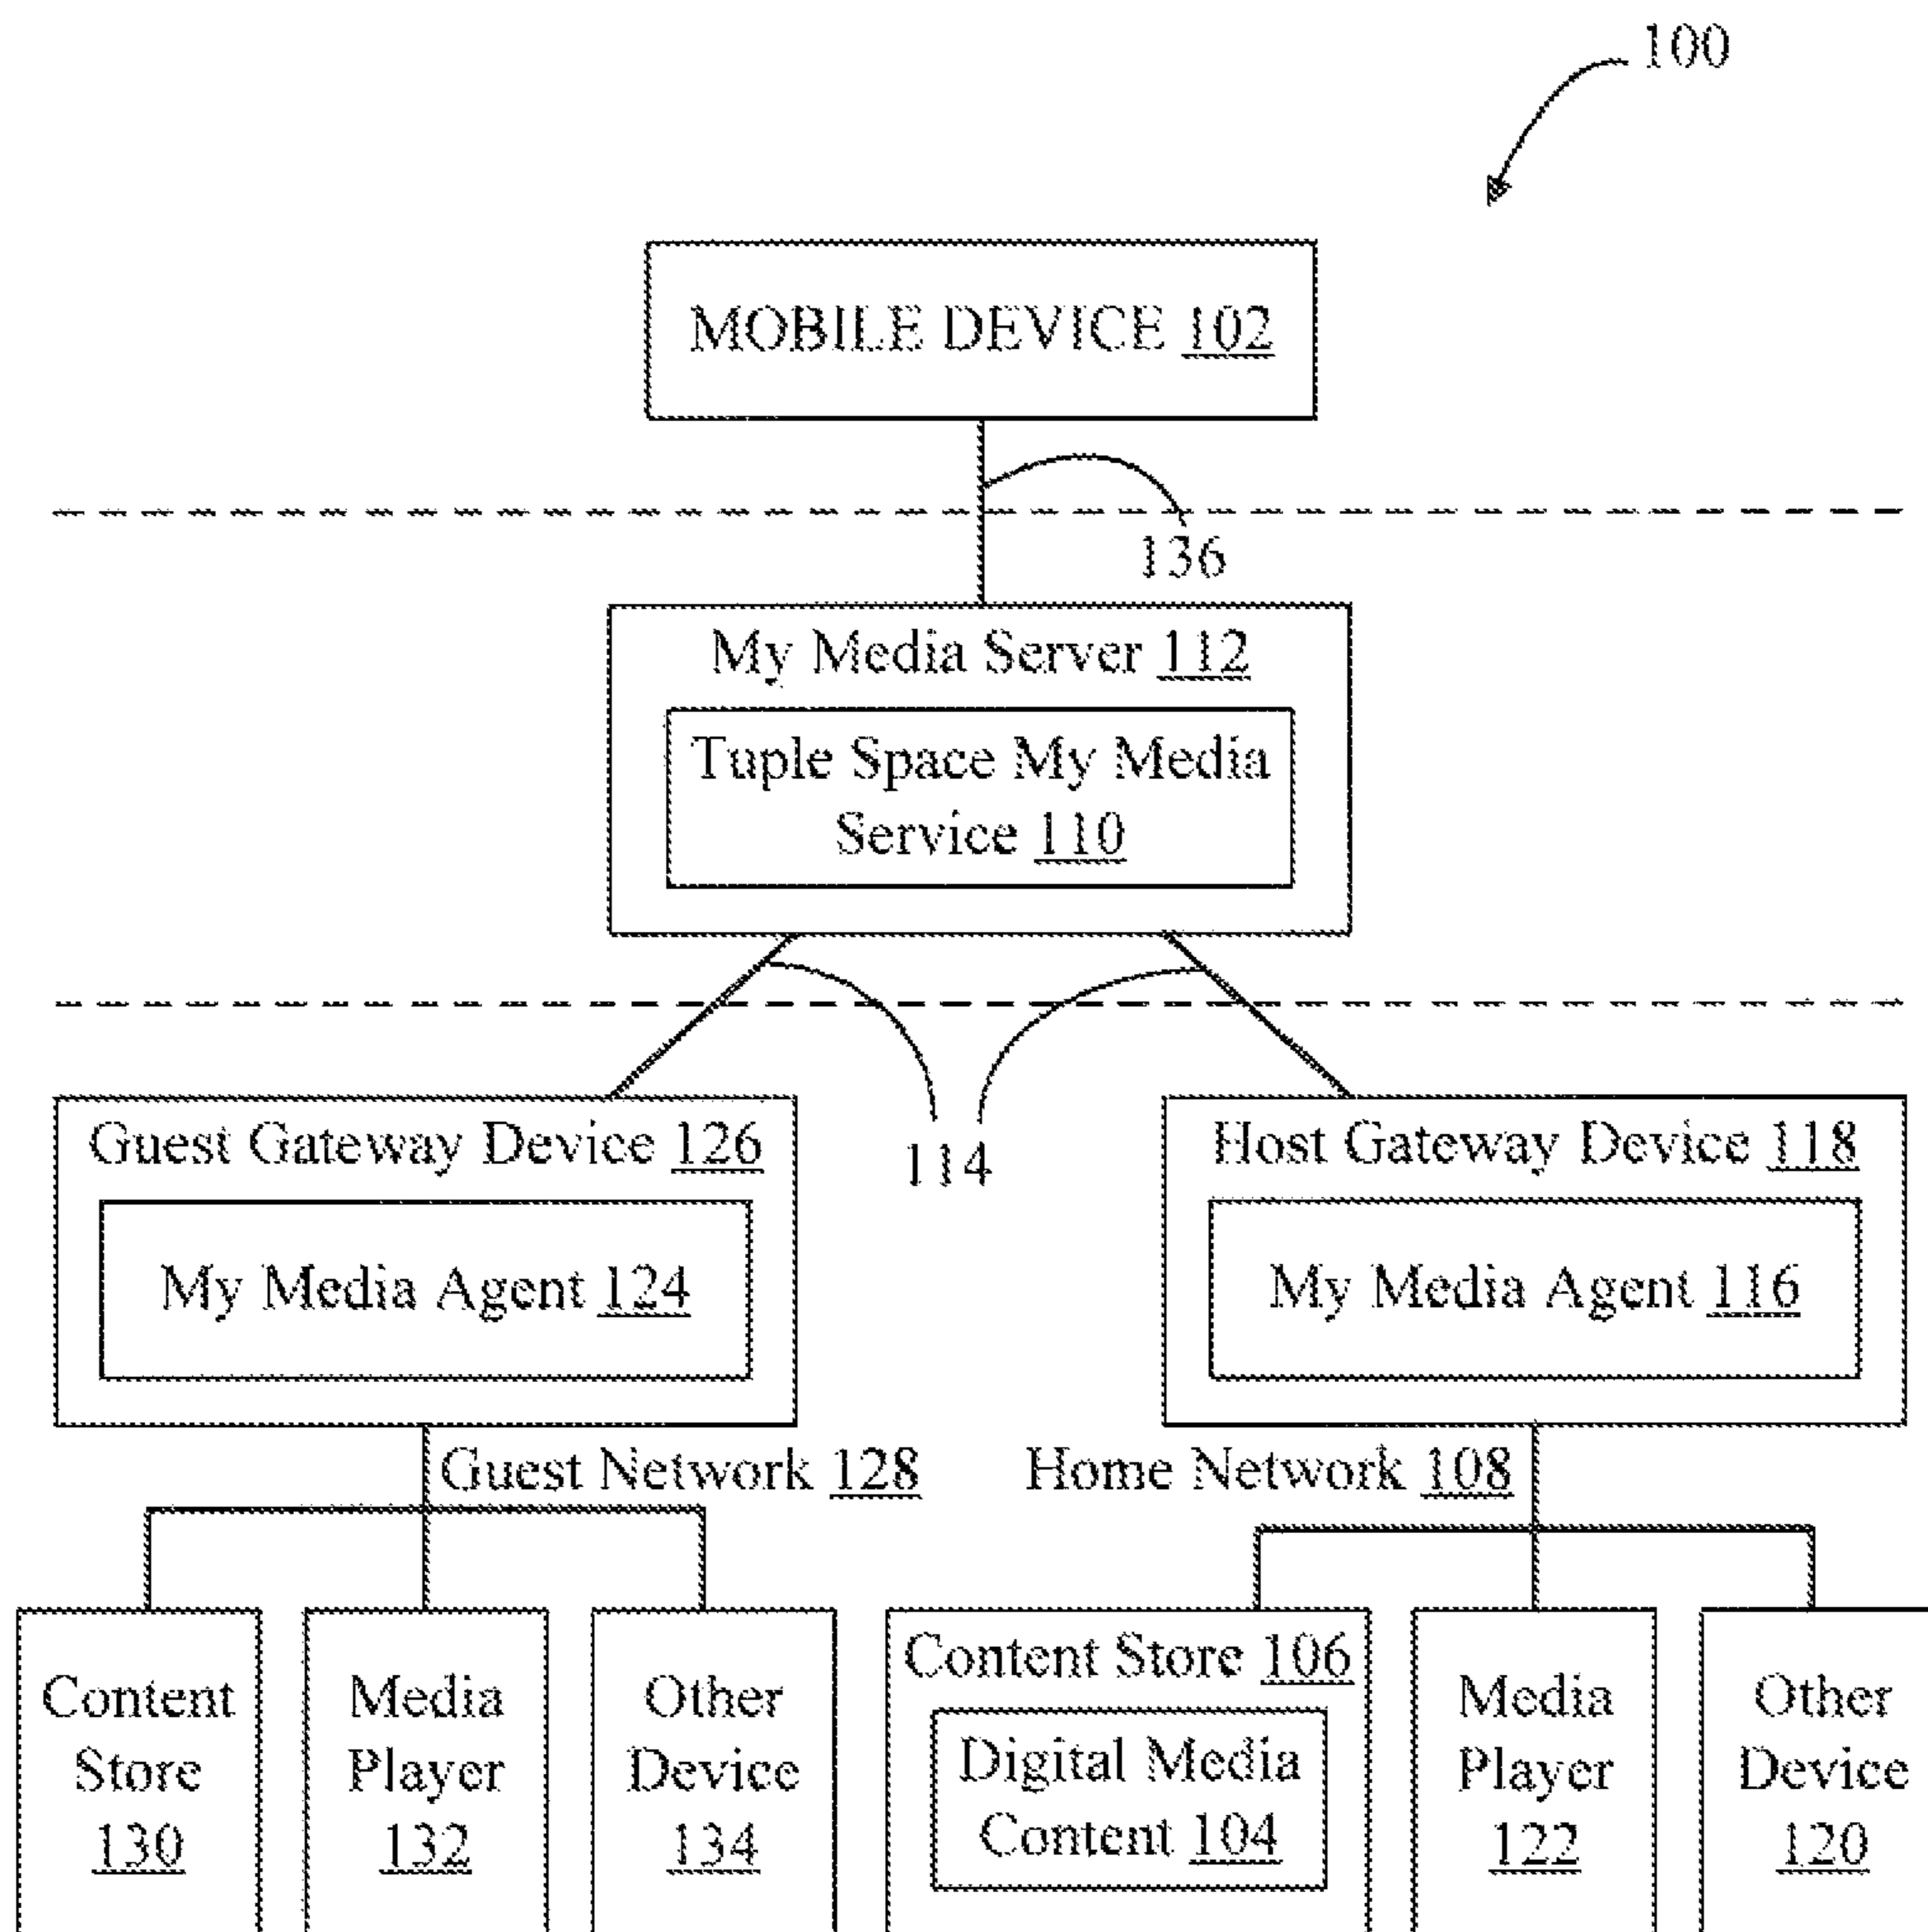 100
MOBILE DEVICE 102
136
My Media Server 112
Tuple Space My Media
Service 110
Guest Gateway Device 126
My Media Agent 124
114
Host Gateway Device 118
My Media Agent 116
Guest Network 128
Home Network 108
Content
Store
130
Media
Player
132
Other
Device
134
Content Store 106
Digital Media
Content 104
Media
Player
122
Other
Device
120